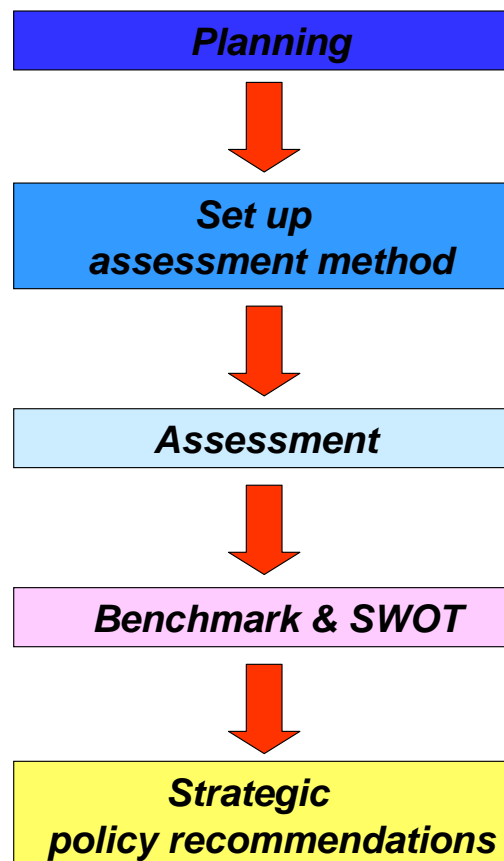 Planning
Set up
assessment method
Assessment
Benchmark & SWOT
Strategic
policy recommendations